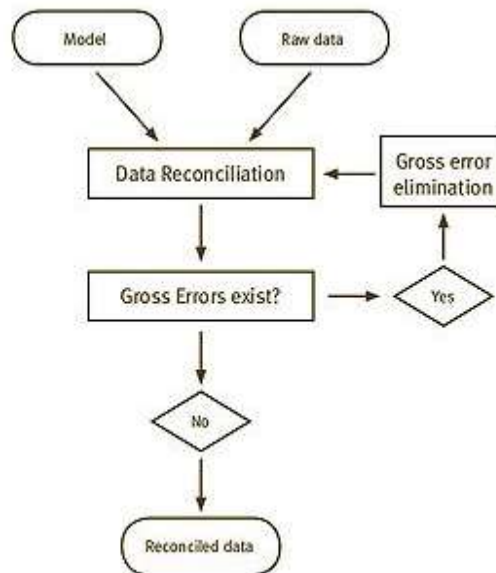 Model
Raw data
Data Reconciliation
Gross error
elimination
Gross Errors exist?
Yes
No
Reconciled data